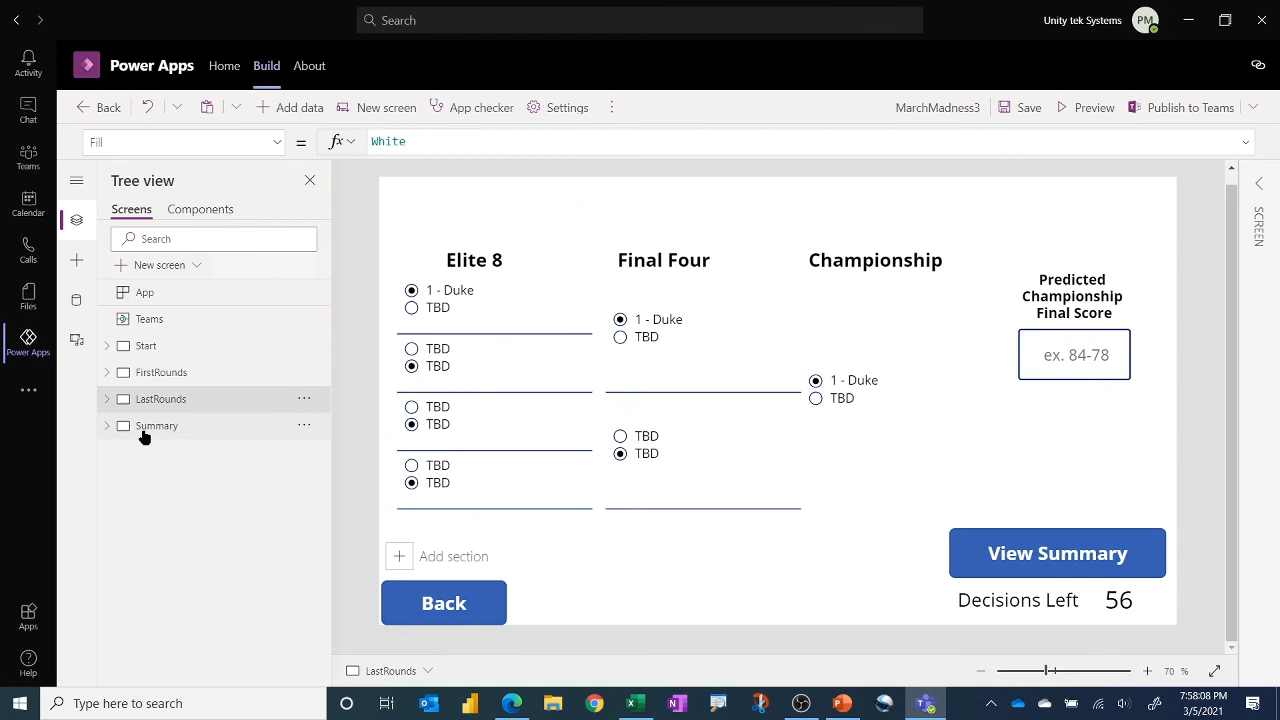 Search
Unity tek Systems
PM
Activity
Chat
Teams
Calendar
Calls
Files
Power Apps
Apps
Help
Power Apps
Home
Build
About
Back
Add data
New screen
App checker
Settings
MarchMadness3
Save
Preview
Publish to Teams
Fill
=
fx
White
Tree view
Screens
Components
Search
New screen
App
Teams
Start
FirstRounds
LastRounds
Summary
Elite 8
1 - Duke
TBD
TBD
TBD
TBD
TBD
TBD
TBD
Final Four
1 - Duke
TBD
TBD
TBD
Championship
1 - Duke
TBD
Predicted
Championship
Final Score
ex. 84-78
Add section
Back
View Summary
Decisions Left 56
SCREEN
LastRounds
70 %
Type here to search
7:58:08 PM
3/5/2021